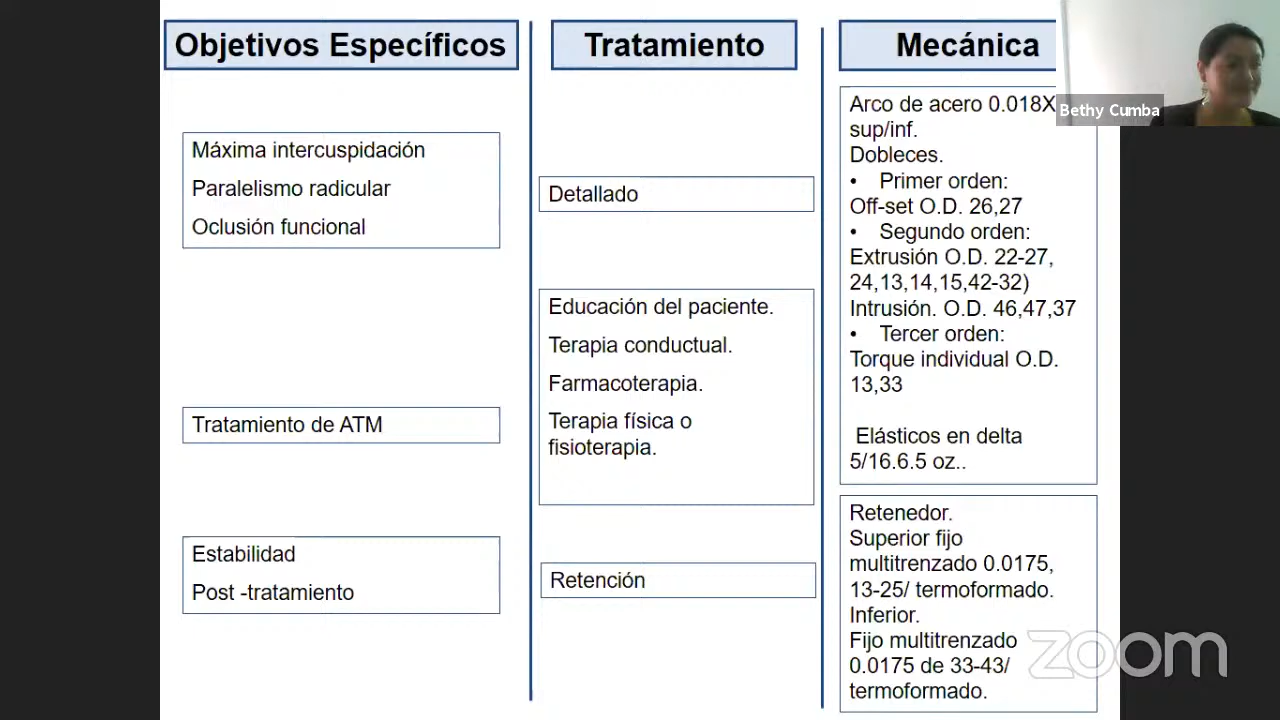 Objetivos Específicos
Tratamiento
Mecánica
Máxima intercuspidación
Paralelismo radicular
Oclusión funcional
Detallado
Arco de acero 0.018X
sup/inf.
Dobleces.
• Primer orden:
Off-set O.D. 26,27
• Segundo orden:
Extrusión O.D. 22-27,
24,13,14,15,42-32)
Intrusión. O.D. 46,47,37
• Tercer orden:
Torque individual O.D.
13,33
Elásticos en delta
5/16.6.5 oz..
Tratamiento de ATM
Educación del paciente.
Terapia conductual.
Farmacoterapia.
Terapia física o
fisioterapia.
Estabilidad
Post -tratamiento
Retención
Retenedor.
Superior fijo
multitrenzado 0.0175,
13-25/ termoformado.
Inferior.
Fijo multitrenzado
0.0175 de 33-43/
termoformado.
Bethy Cumba
zoom